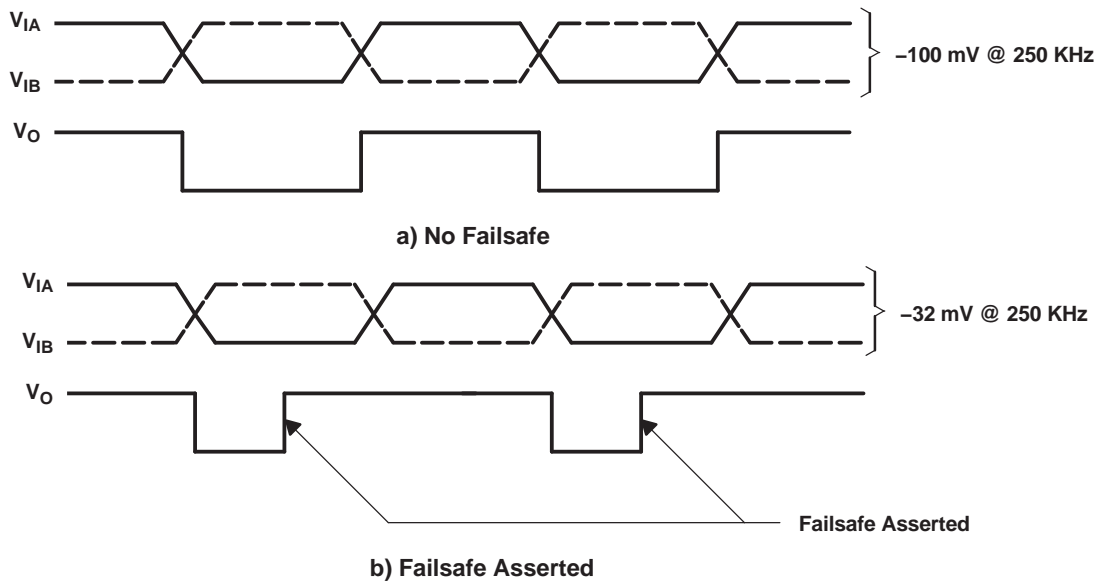 VIA
VIB
–100 mV @ 250 KHz
VO
a) No Failsafe
VIA
VIB
–32 mV @ 250 KHz
VO
Failsafe Asserted
b) Failsafe Asserted